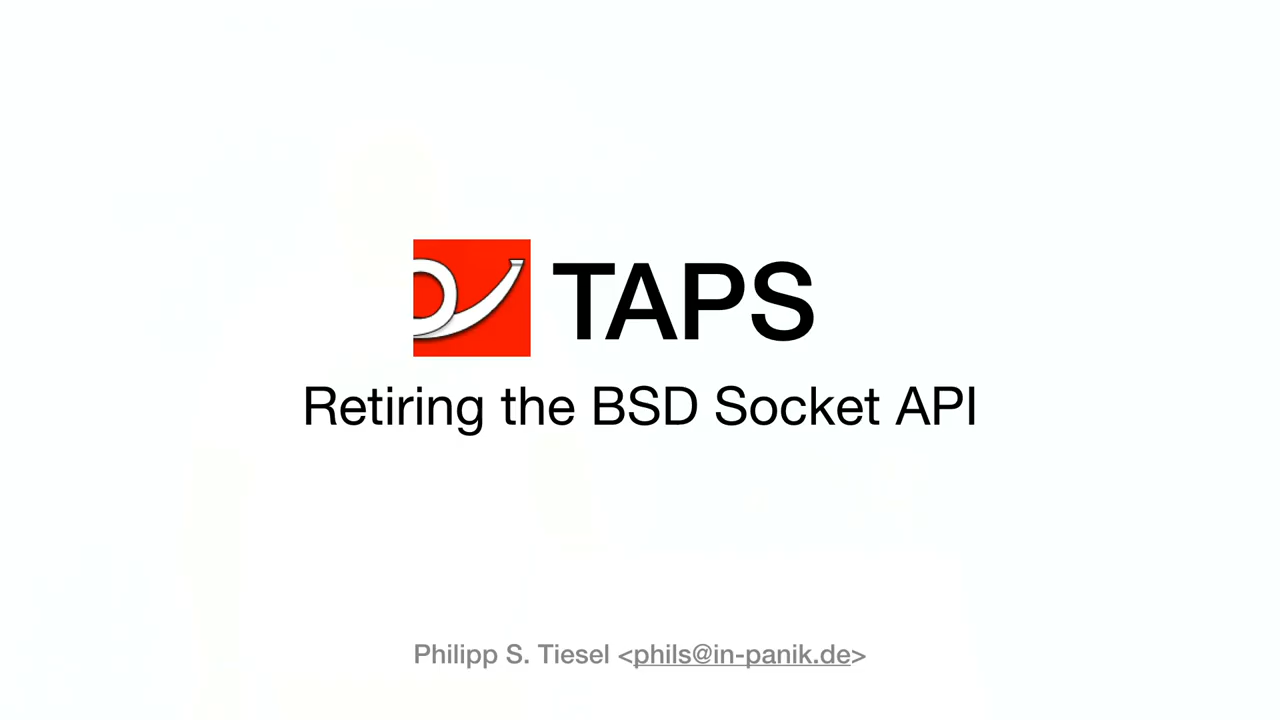 TAPS
Retiring the BSD Socket API
Philipp S. Tiesel <phils@in-panik.de>